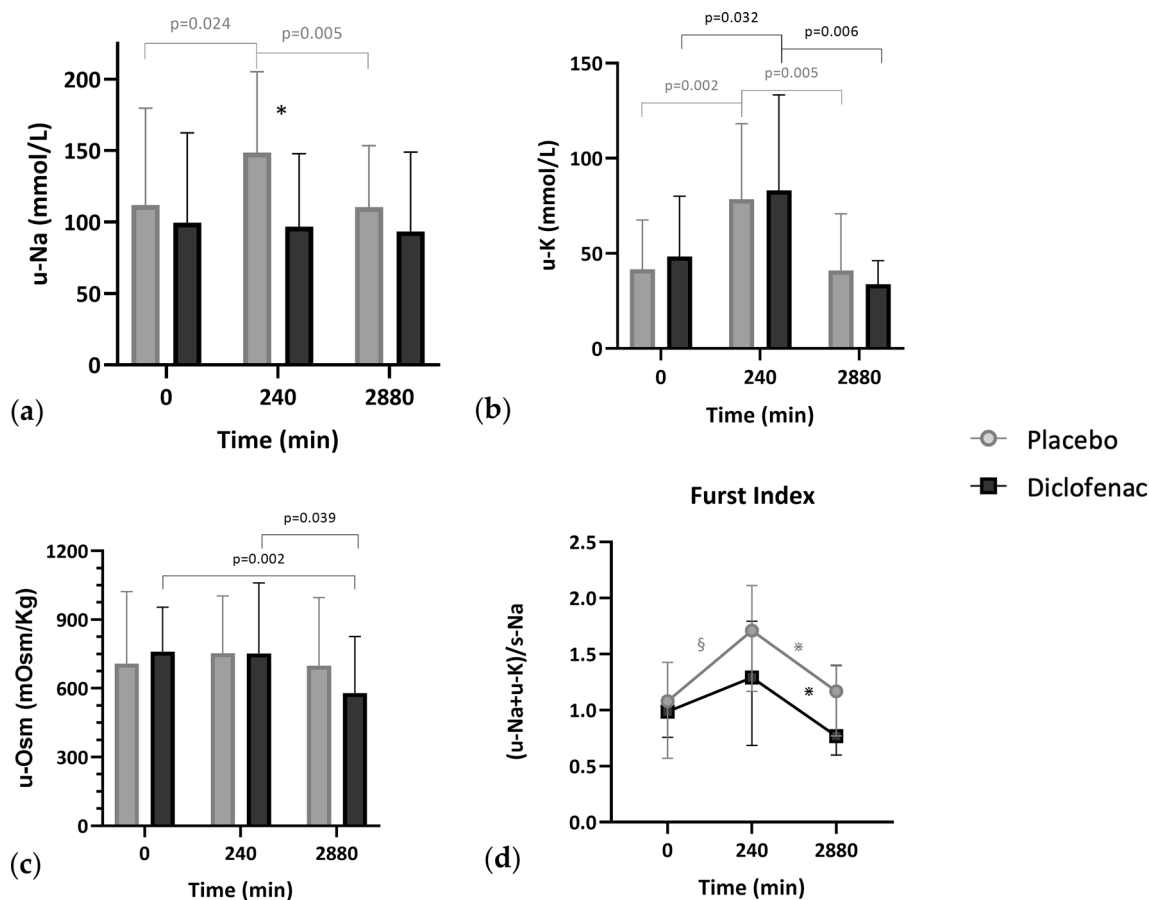 p=0.024
p=0.005
*
200
150
100
50
0
u-Na (mmol/L)
0
240
2880
Time (min)
(a)
p=0.032
p=0.006
p=0.002
p=0.005
150
100
50
0
u-K (mmol/L)
0
240
2880
Time (min)
(b)
Placebo
Diclofenac
p=0.039
p=0.002
1200
900
600
300
0
u-Osm (mOsm/Kg)
0
240
2880
Time (min)
(c)
Furst Index
2.5
2.0
1.5
1.0
0.5
0.0
(u-Na+u-K)/s-Na
§
※
※
0
240
2880
Time (min)
(d)